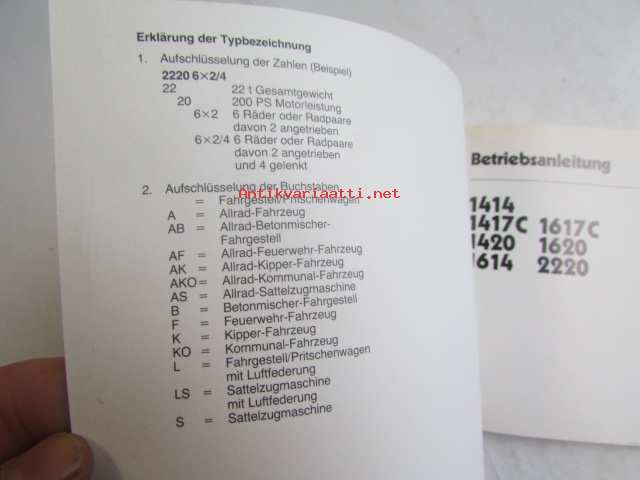 Erklärung der Typbezeichnung
1. Aufschlüsselung der Zahlen (Beispiel)
2220 6×2/4
22 22 t Gesamtgewicht
20 200 PS Motorleistung
6×2 6 Räder oder Radpaare
davon 2 angetrieben
6×2/4 6 Räder oder Radpaare
davon 2 angetrieben
und 4 gelenkt
2. Aufschlüsselung der Buchstaben
= Fahrgestell/Pritschenwagen
A = Allrad-Fahrzeug
AB = Allrad-Betonmischer-
Fahrgestell
AF = Allrad-Feuerwehr-Fahrzeug
AK = Allrad-Kipper-Fahrzeug
AKO= Allrad-Kommunal-Fahrzeug
AS = Allrad-Sattelzugmaschine
B = Betonmischer-Fahrgestell
F = Feuerwehr-Fahrzeug
K = Kipper-Fahrzeug
KO = Kommunal-Fahrzeug
L = Fahrgestell/Pritschenwagen
mit Luftfederung
LS = Sattelzugmaschine
mit Luftfederung
S = Sattelzugmaschine
Antikvariaatti.net
Betriebsanleitung
1414
1417C 1617C
1420 1620
1614 2220